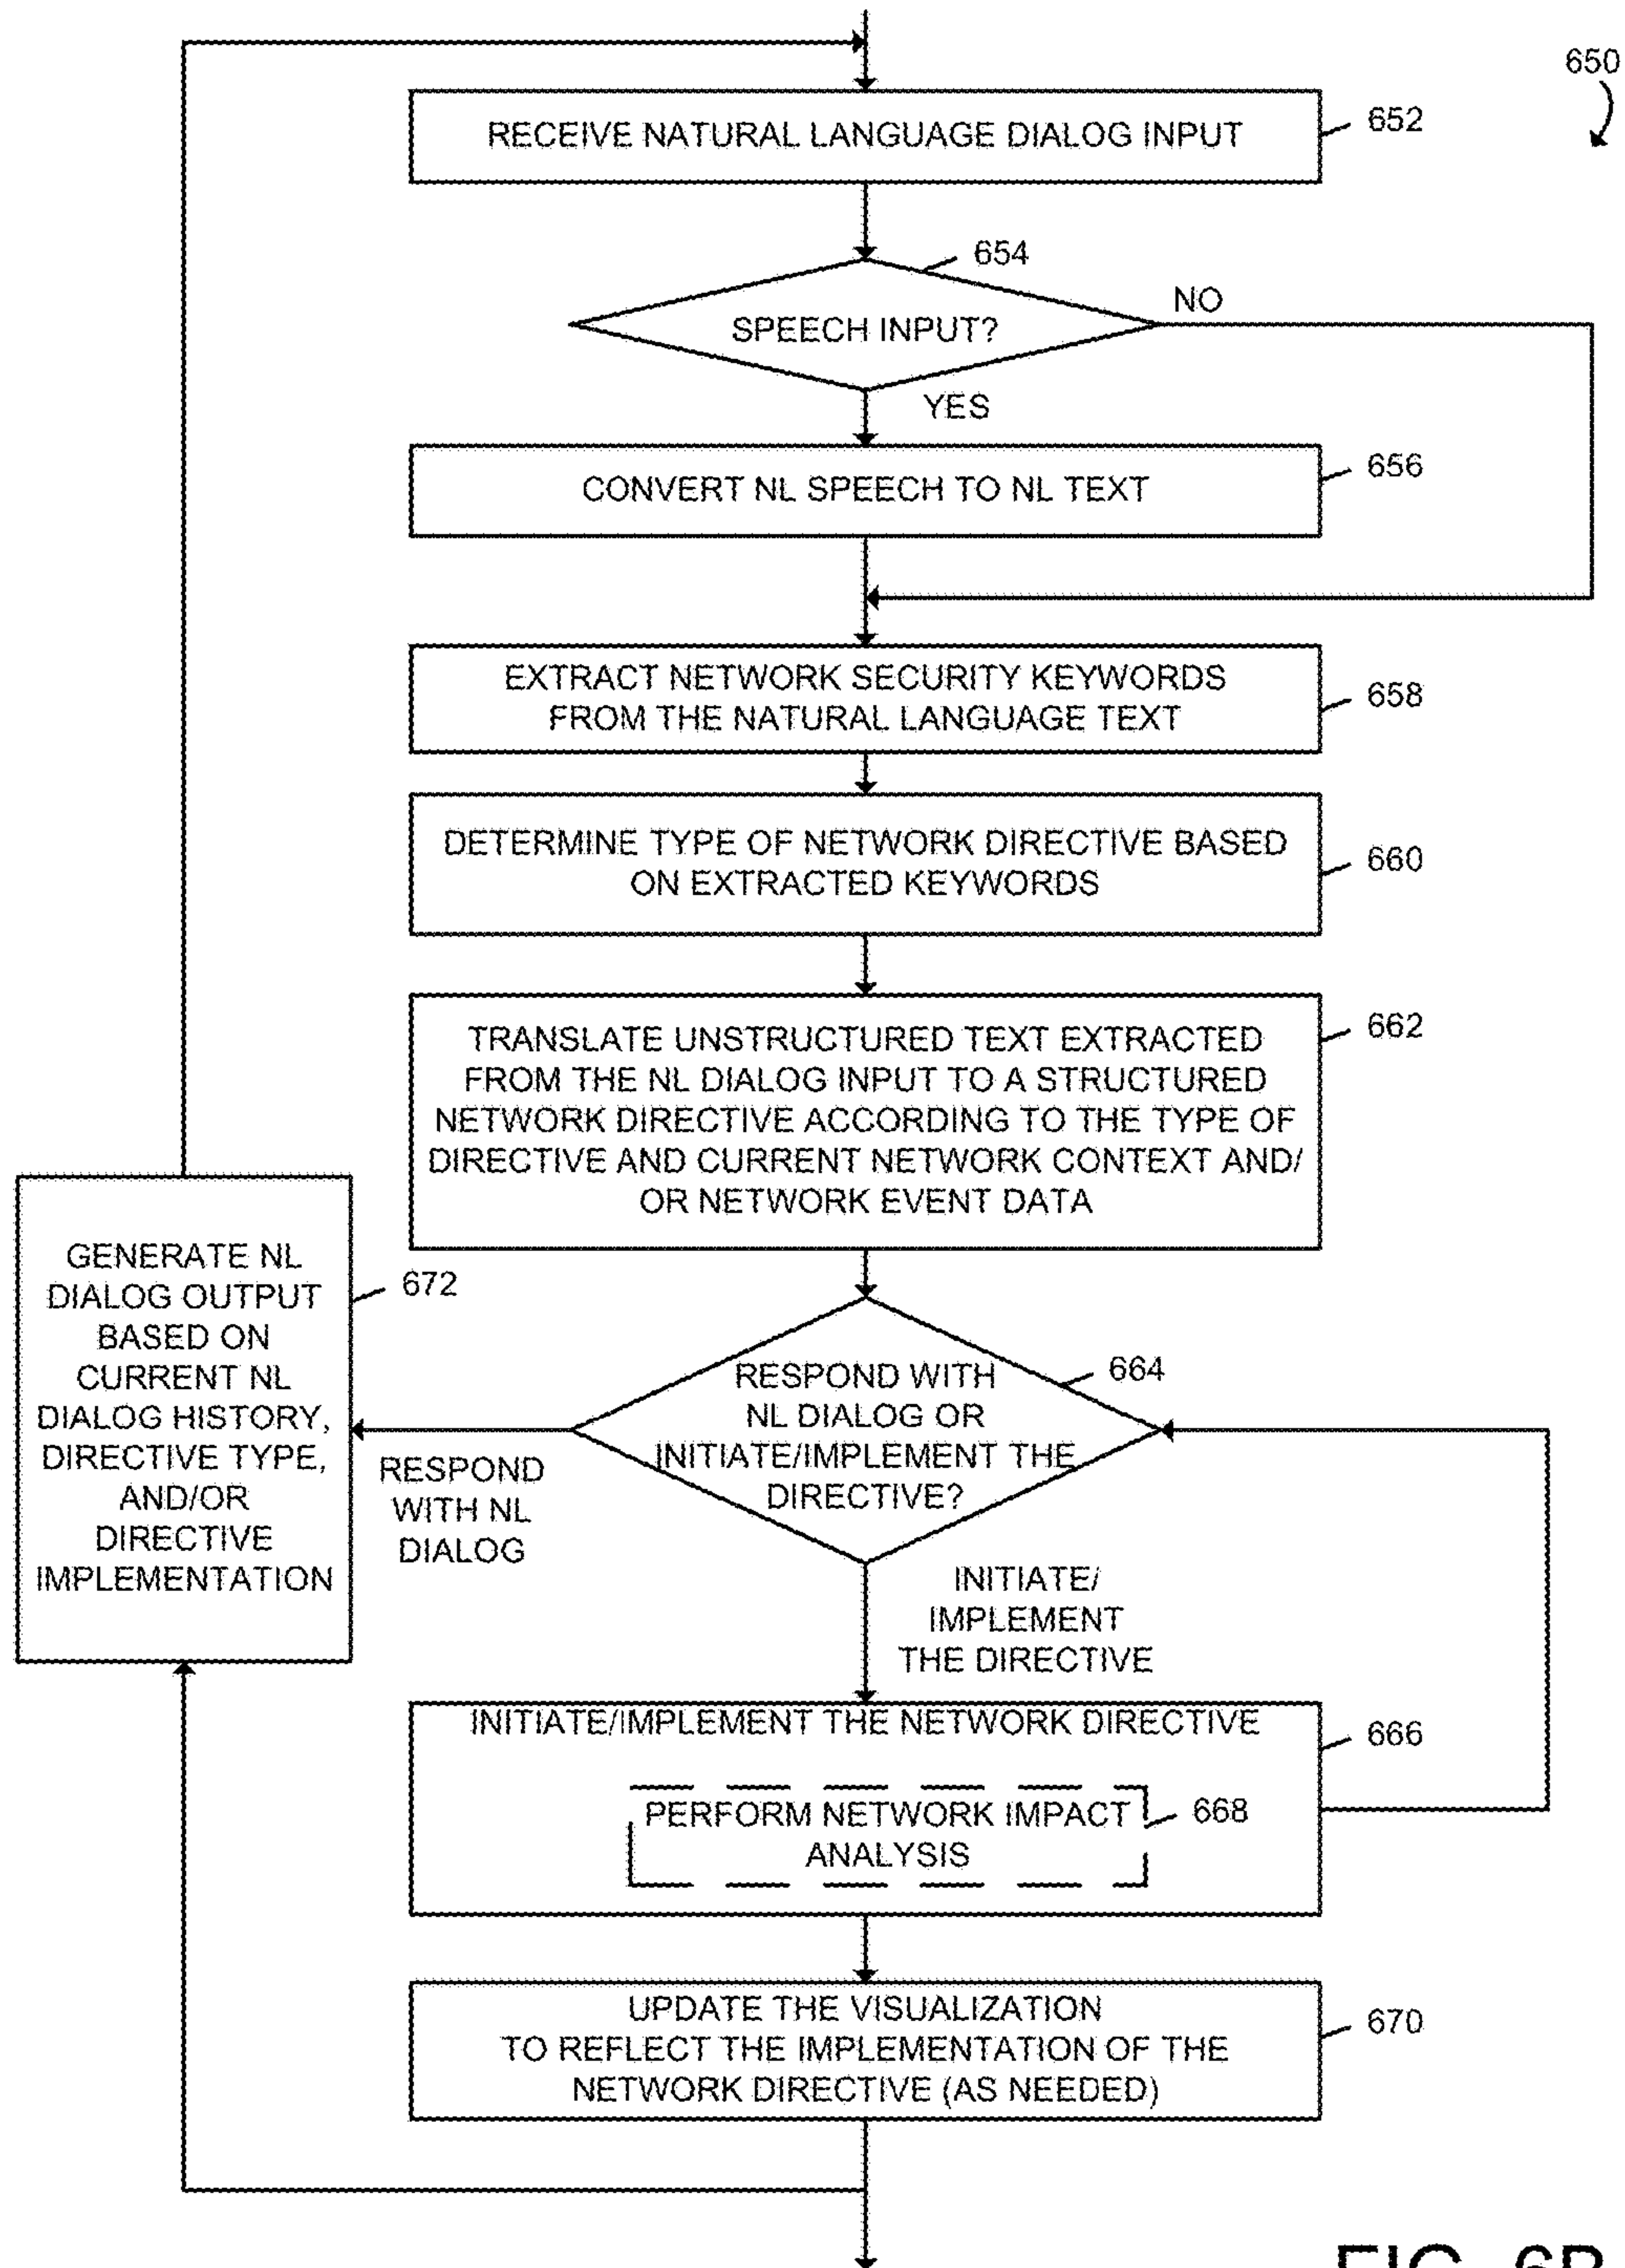 650
RECEIVE NATURAL LANGUAGE DIALOG INPUT
652
654
SPEECH INPUT?
NO
YES
CONVERT NL SPEECH TO NL TEXT
656
EXTRACT NETWORK SECURITY KEYWORDS
FROM THE NATURAL LANGUAGE TEXT
658
DETERMINE TYPE OF NETWORK DIRECTIVE BASED
ON EXTRACTED KEYWORDS
660
TRANSLATE UNSTRUCTURED TEXT EXTRACTED
FROM THE NL DIALOG INPUT TO A STRUCTURED
NETWORK DIRECTIVE ACCORDING TO THE TYPE OF
DIRECTIVE AND CURRENT NETWORK CONTEXT AND/
OR NETWORK EVENT DATA
662
GENERATE NL
DIALOG OUTPUT
BASED ON
CURRENT NL
DIALOG HISTORY,
DIRECTIVE TYPE,
AND/OR
DIRECTIVE
IMPLEMENTATION
672
RESPOND WITH
NL DIALOG OR
INITIATE/IMPLEMENT THE
DIRECTIVE?
664
RESPOND
WITH NL
DIALOG
INITIATE/
IMPLEMENT
THE DIRECTIVE
INITIATE/IMPLEMENT THE NETWORK DIRECTIVE
666
PERFORM NETWORK IMPACT
ANALYSIS
668
UPDATE THE VISUALIZATION
TO REFLECT THE IMPLEMENTATION OF THE
NETWORK DIRECTIVE (AS NEEDED)
670
FIG. 6B